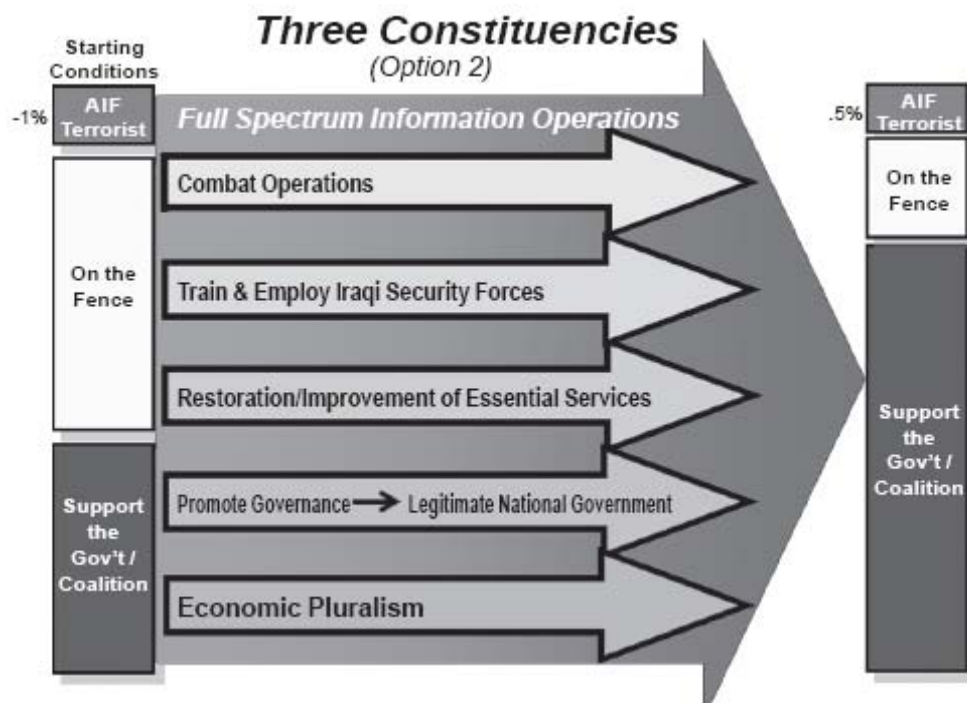 Three Constituencies
(Option 2)
Starting
Conditions
-1%
AIF
Terrorist
On the
Fence
Support
the
Gov't /
Coalition
Full Spectrum Information Operations
Combat Operations
Train & Employ Iraqi Security Forces
Restoration/Improvement of Essential Services
Promote Governance → Legitimate National Government
Economic Pluralism
.5%
AIF
Terrorist
On the
Fence
Support
the
Gov't /
Coalition